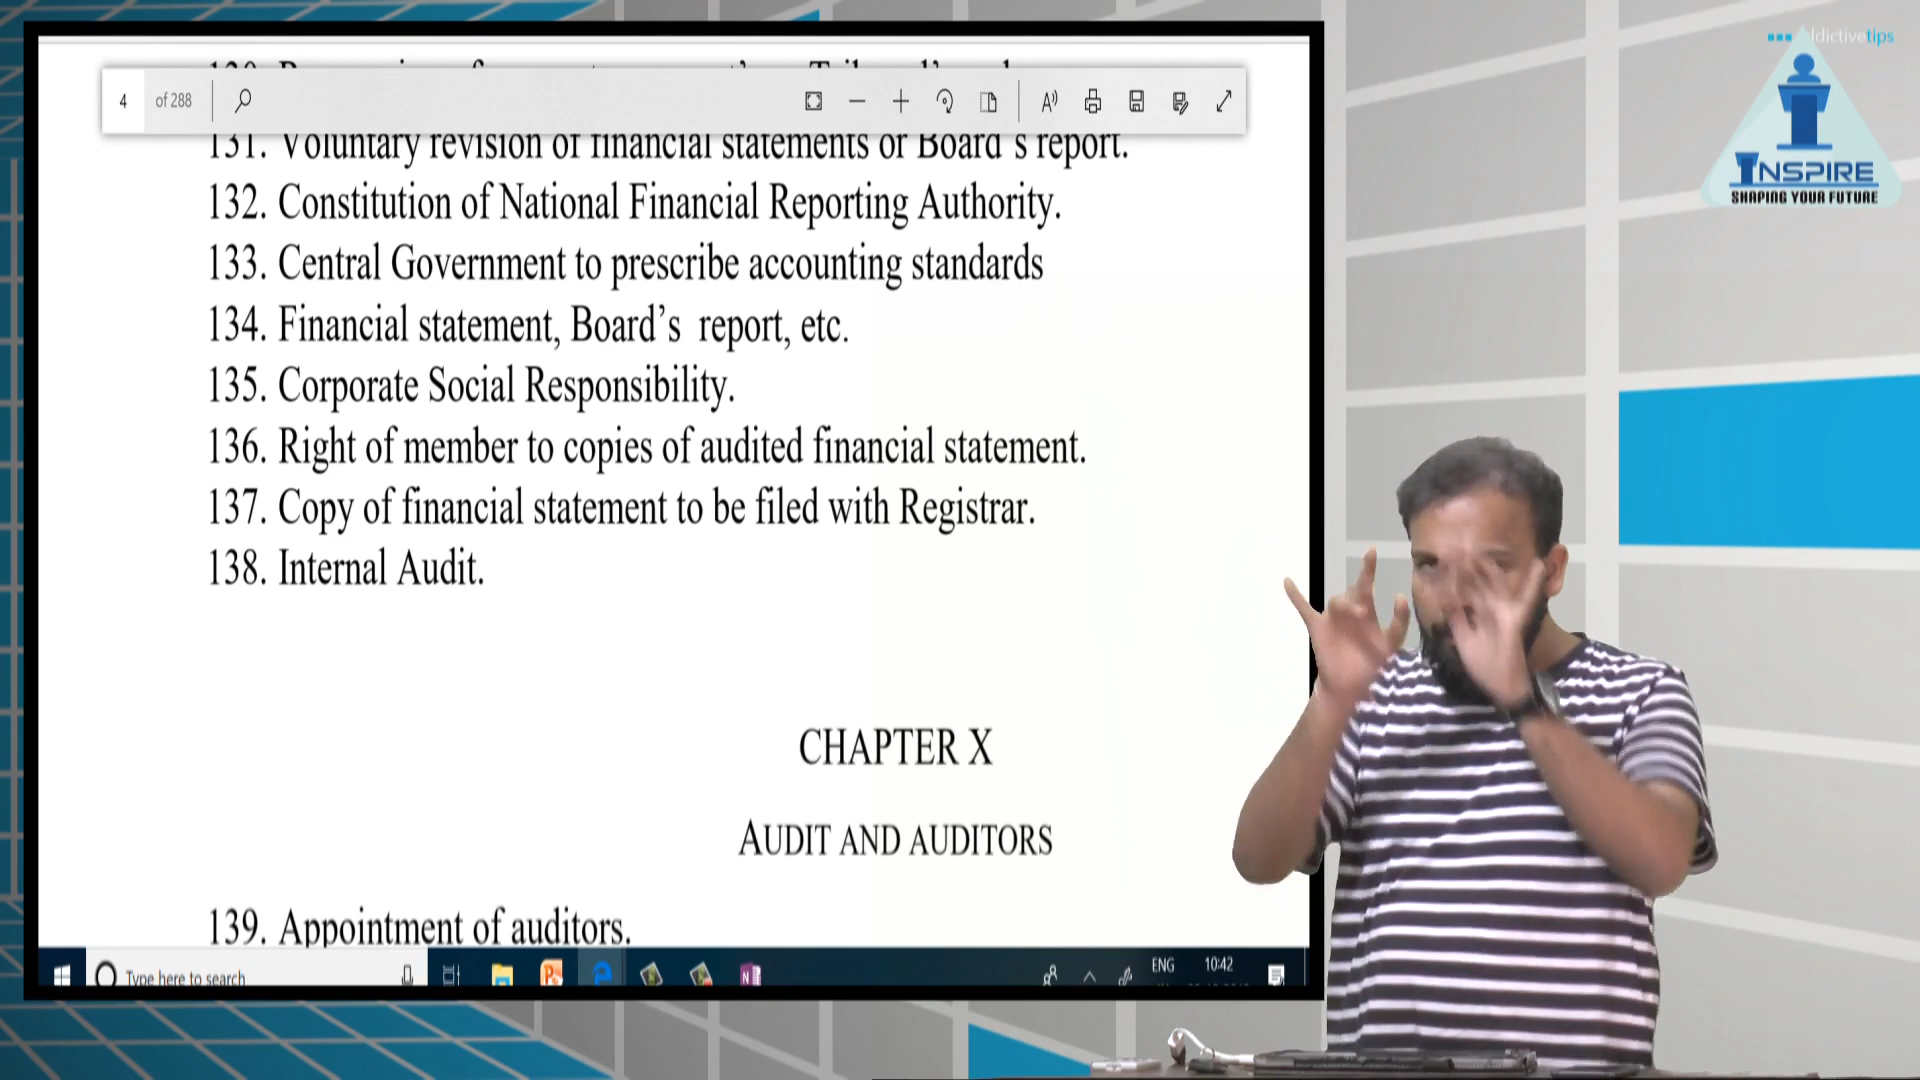 dictivetips
INSPIRE
SHAPING YOUR FUTURE
4 of 288
131. Voluntary revision of financial statements or Board's report.
132. Constitution of National Financial Reporting Authority.
133. Central Government to prescribe accounting standards
134. Financial statement, Board’s report, etc.
135. Corporate Social Responsibility.
136. Right of member to copies of audited financial statement.
137. Copy of financial statement to be filed with Registrar.
138. Internal Audit.
CHAPTER X
AUDIT AND AUDITORS
139. Appointment of auditors.
Type here to search
ENG
10:42